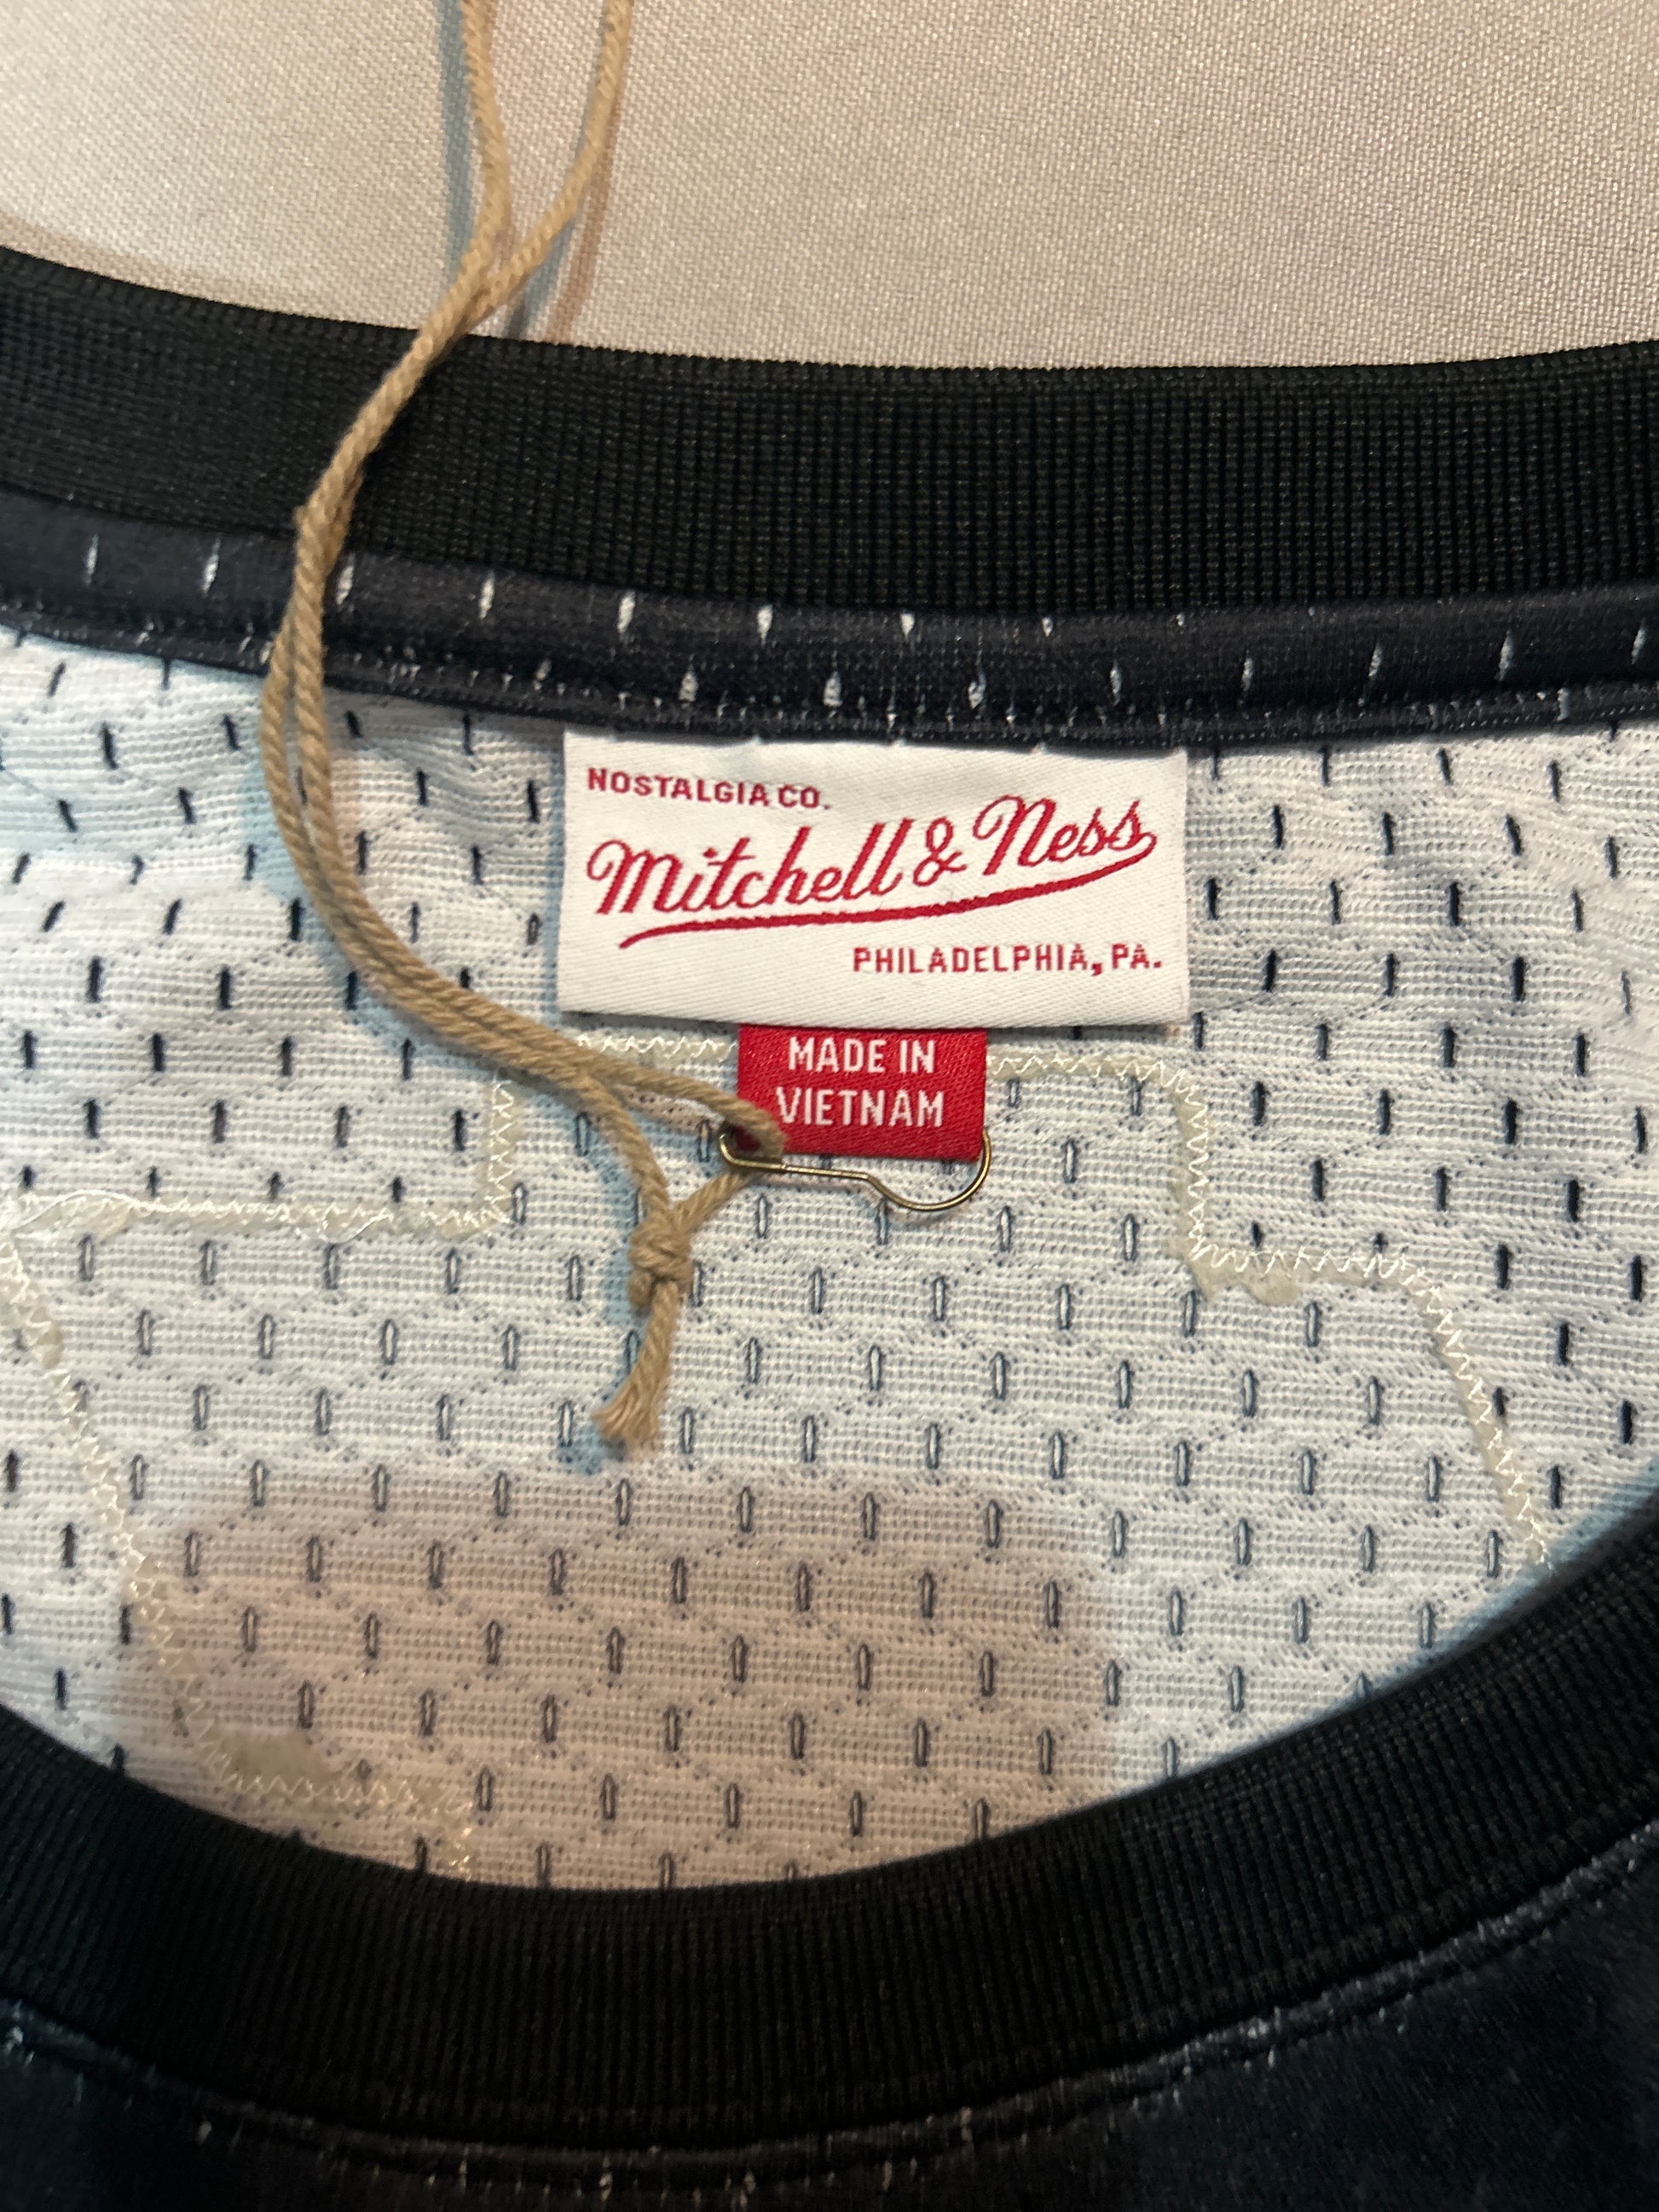 NOSTALGIA CO.
Mitchell & Ness
PHILADELPHIA, PA.
MADE IN
VIETNAM